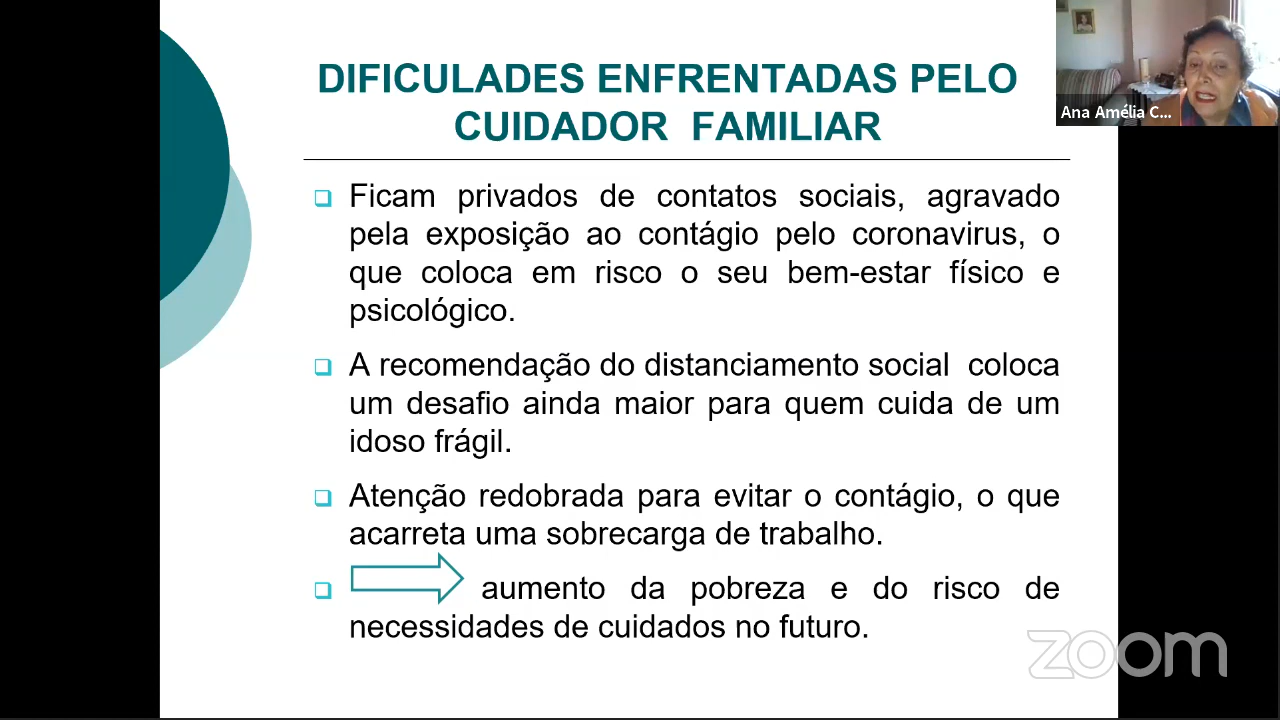 DIFICULADES ENFRENTADAS PELO
CUIDADOR FAMILIAR
Ficam privados de contatos sociais, agravado
pela exposição ao contágio pelo coronavirus, o
que coloca em risco o seu bem-estar físico e
psicológico.
A recomendação do distanciamento social coloca
um desafio ainda maior para quem cuida de um
idoso frágil.
Atenção redobrada para evitar o contágio, o que
acarreta uma sobrecarga de trabalho.
aumento da pobreza e do risco de
necessidades de cuidados no futuro.
Ana Amélia C...
zoom